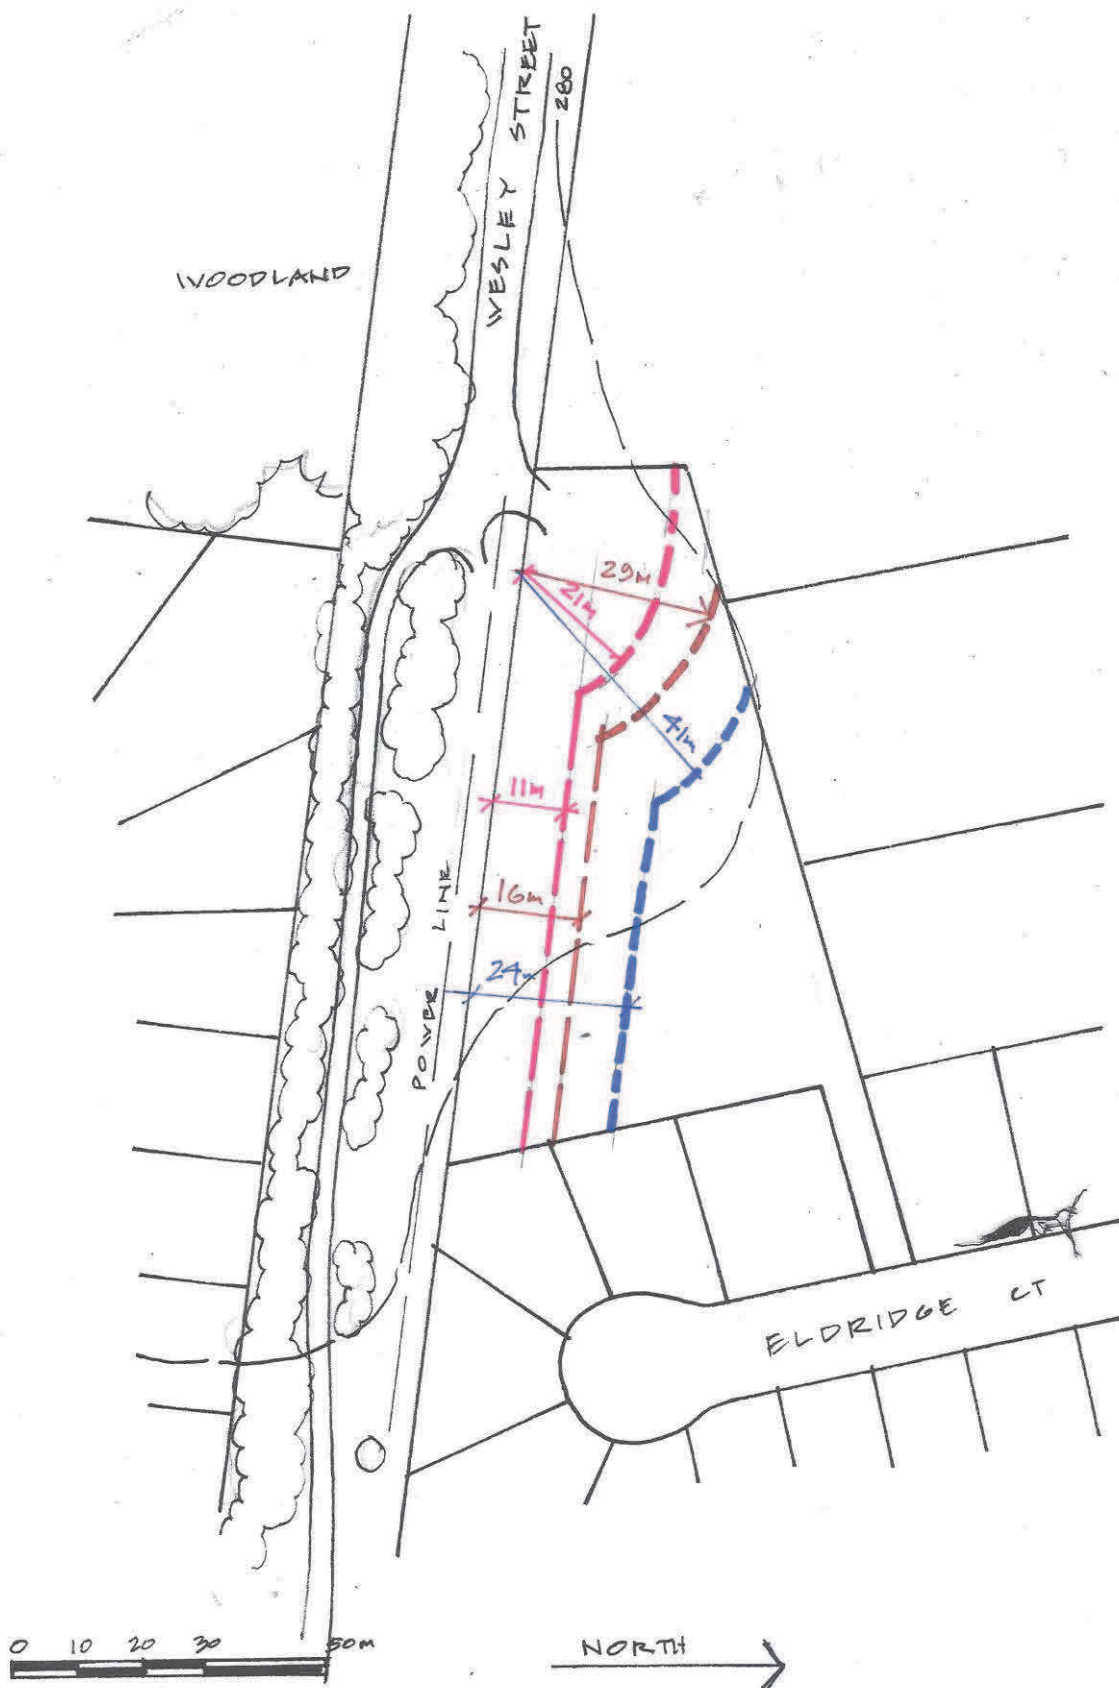 WESLEY STREET
280
WOODLAND
29m
21m
41m
11m
16m
24m
POWER LINE
ELDRIDGE CT
0 10 20 30 50m
NORTH